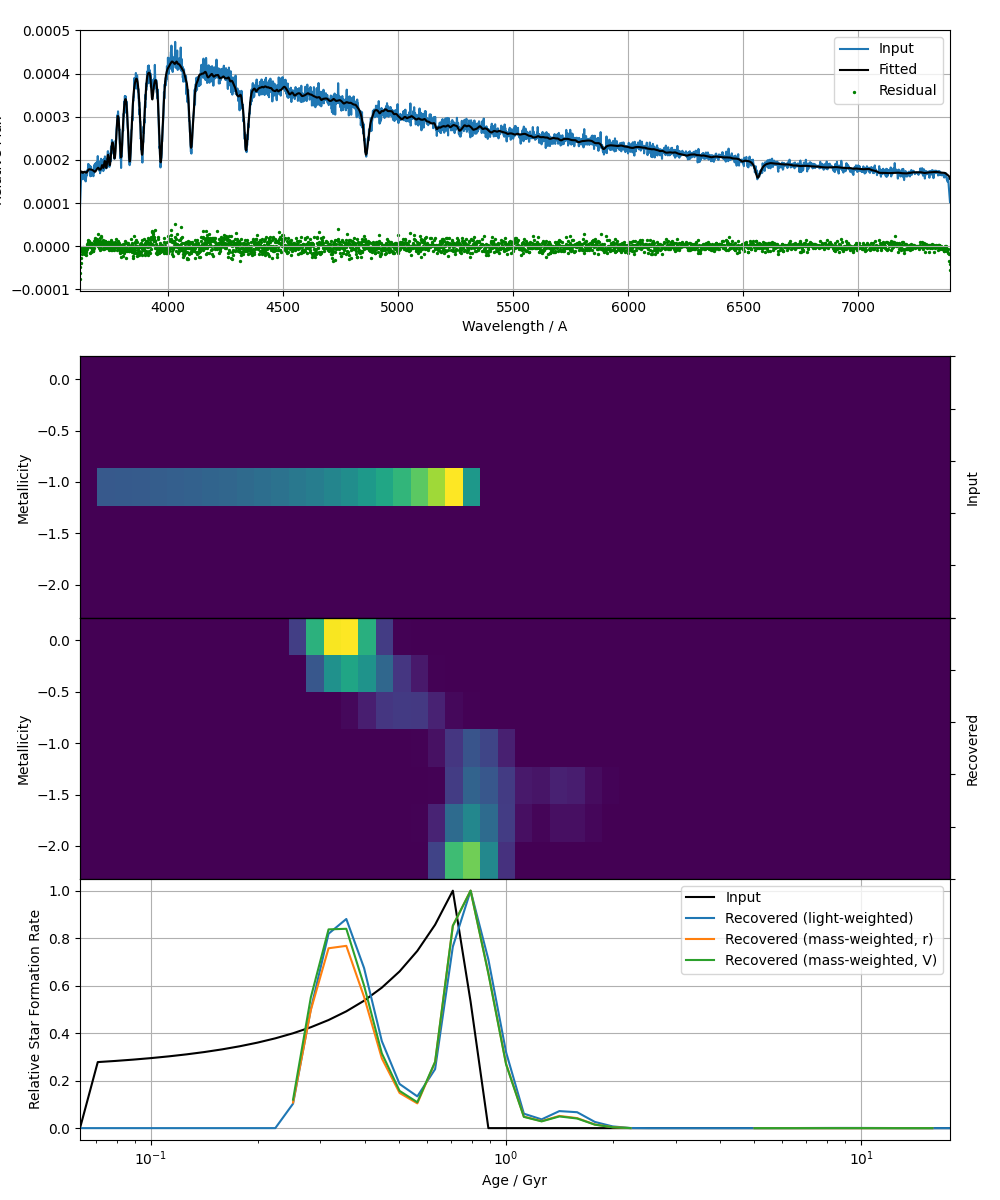 0.0005
0.0004
0.0003
0.0002
0.0001
0.0000
−0.0001
Input
Fitted
Residual
4000 4500 5000 5500 6000 6500 7000
Wavelength / A
0.0
−0.5
−1.0
−1.5
−2.0
Metallicity
Input
0.0
−0.5
−1.0
−1.5
−2.0
Metallicity
Recovered
1.0
0.8
0.6
0.4
0.2
0.0
Relative Star Formation Rate
Input
Recovered (light-weighted)
Recovered (mass-weighted, r)
Recovered (mass-weighted, V)
10⁻¹ 10⁰ 10¹
Age / Gyr